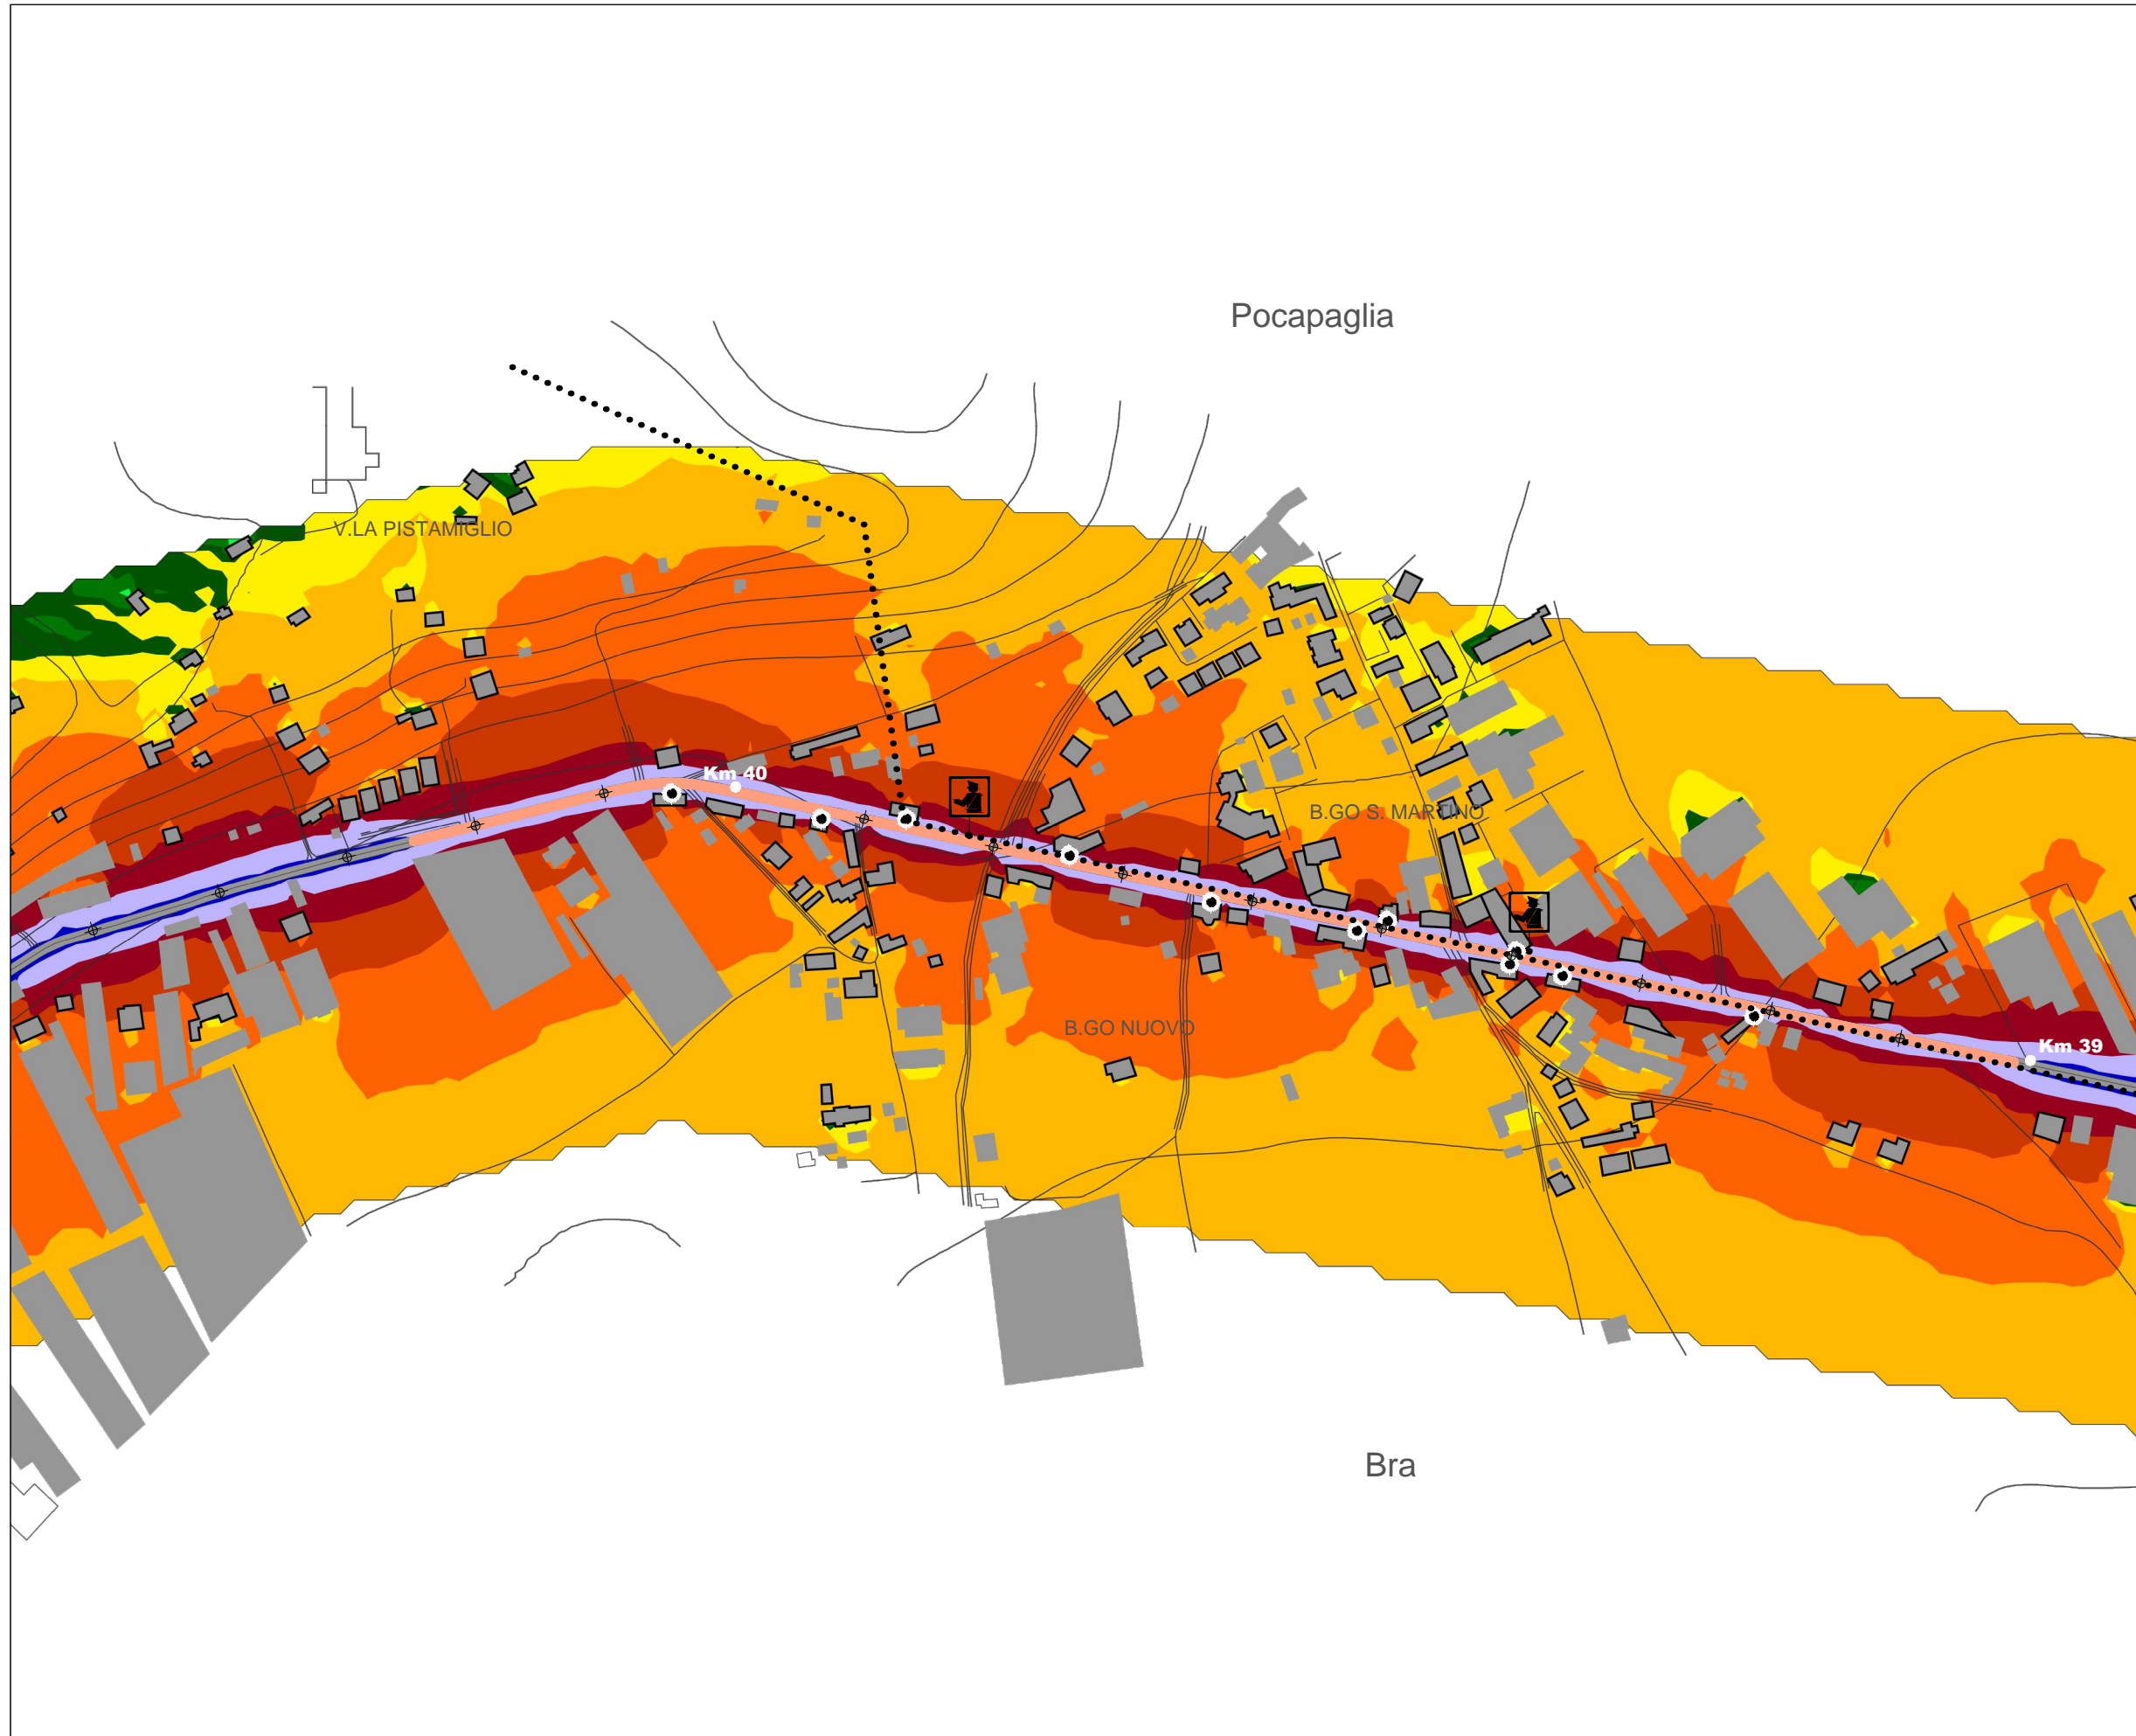 Pocapaglia
V.LA PISTAMIGLIO
Km 40
B.GO S. MARTINO
B.GO NUOVO
Km 39
Bra